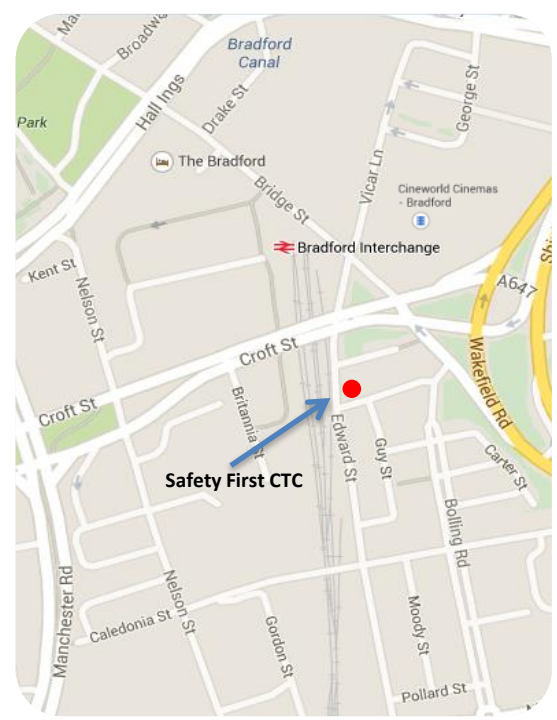 Broadw
Bradford
Canal
Hall Ings
Drake St
George St
Park
The Bradford
Vicar Ln
Bridge St
Cineworld Cinemas
- Bradford
Bradford Interchange
Kent St
Nelson St
A647
Croft St
Wakefield Rd
Croft St
Britannia St
Edward St
Guy St
Carter St
Safety First CTC
Bolling Rd
Manchester Rd
Nelson St
Caledonia St
Gordon St
Moody St
Pollard St